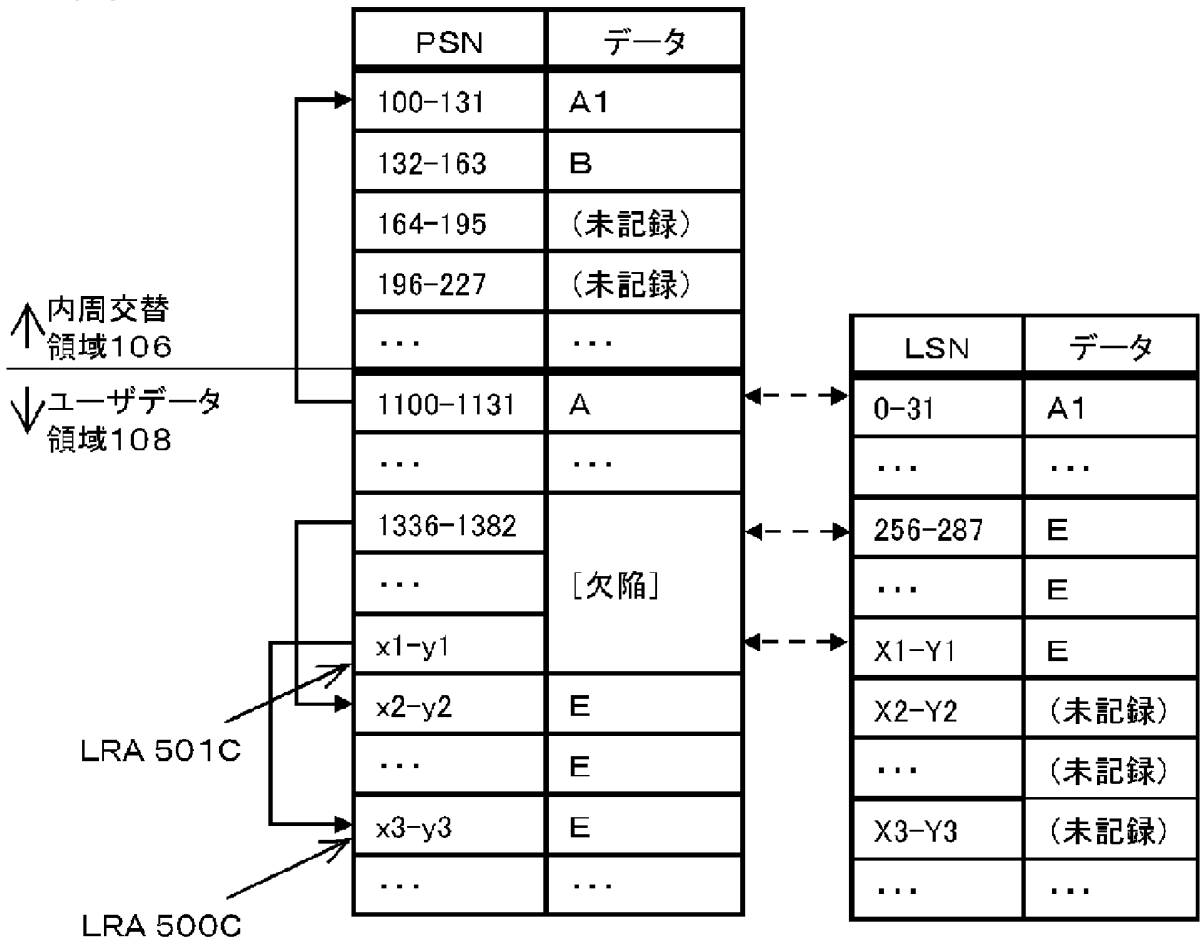 PSN データ
100-131 A1
132-163 B
164-195 (未記録)
196-227 (未記録)
... ...
1100-1131 A
... ...
1336-1382 [欠陥]
...
x1-y1
x2-y2 E
... E
x3-y3 E
... ...
内周交替
領域106
ユーザデータ
領域108
LRA 501C
LRA 500C
LSN データ
0-31 A1
... ...
256-287 E
... E
X1-Y1 E
X2-Y2 (未記録)
... (未記録)
X3-Y3 (未記録)
... ...